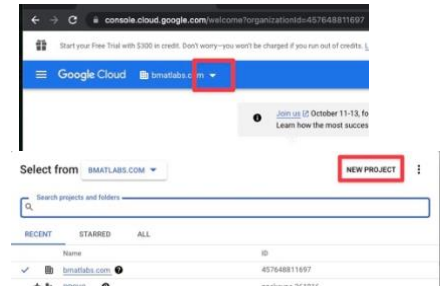 console.cloud.google.com/welcome?organizationId=457648811697
Start your Free Trial with $300 in credit. Don't worry—you won't be charged if you run out of credits. L
Google Cloud bmatlabs.com
Join us October 11-13, fo
Learn how the most succes
Select from BMATLABS.COM NEW PROJECT
Search projects and folders
RECENT STARRED ALL
Name ID
bmatlabs.com 457648811697